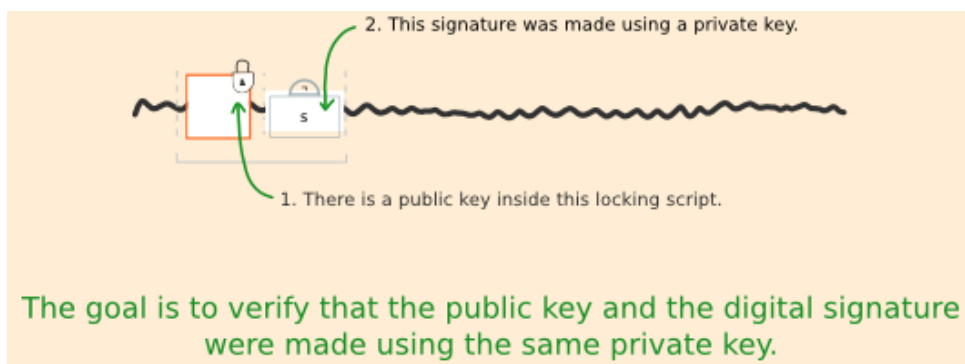 2. This signature was made using a private key.
S
1. There is a public key inside this locking script.
The goal is to verify that the public key and the digital signature
were made using the same private key.